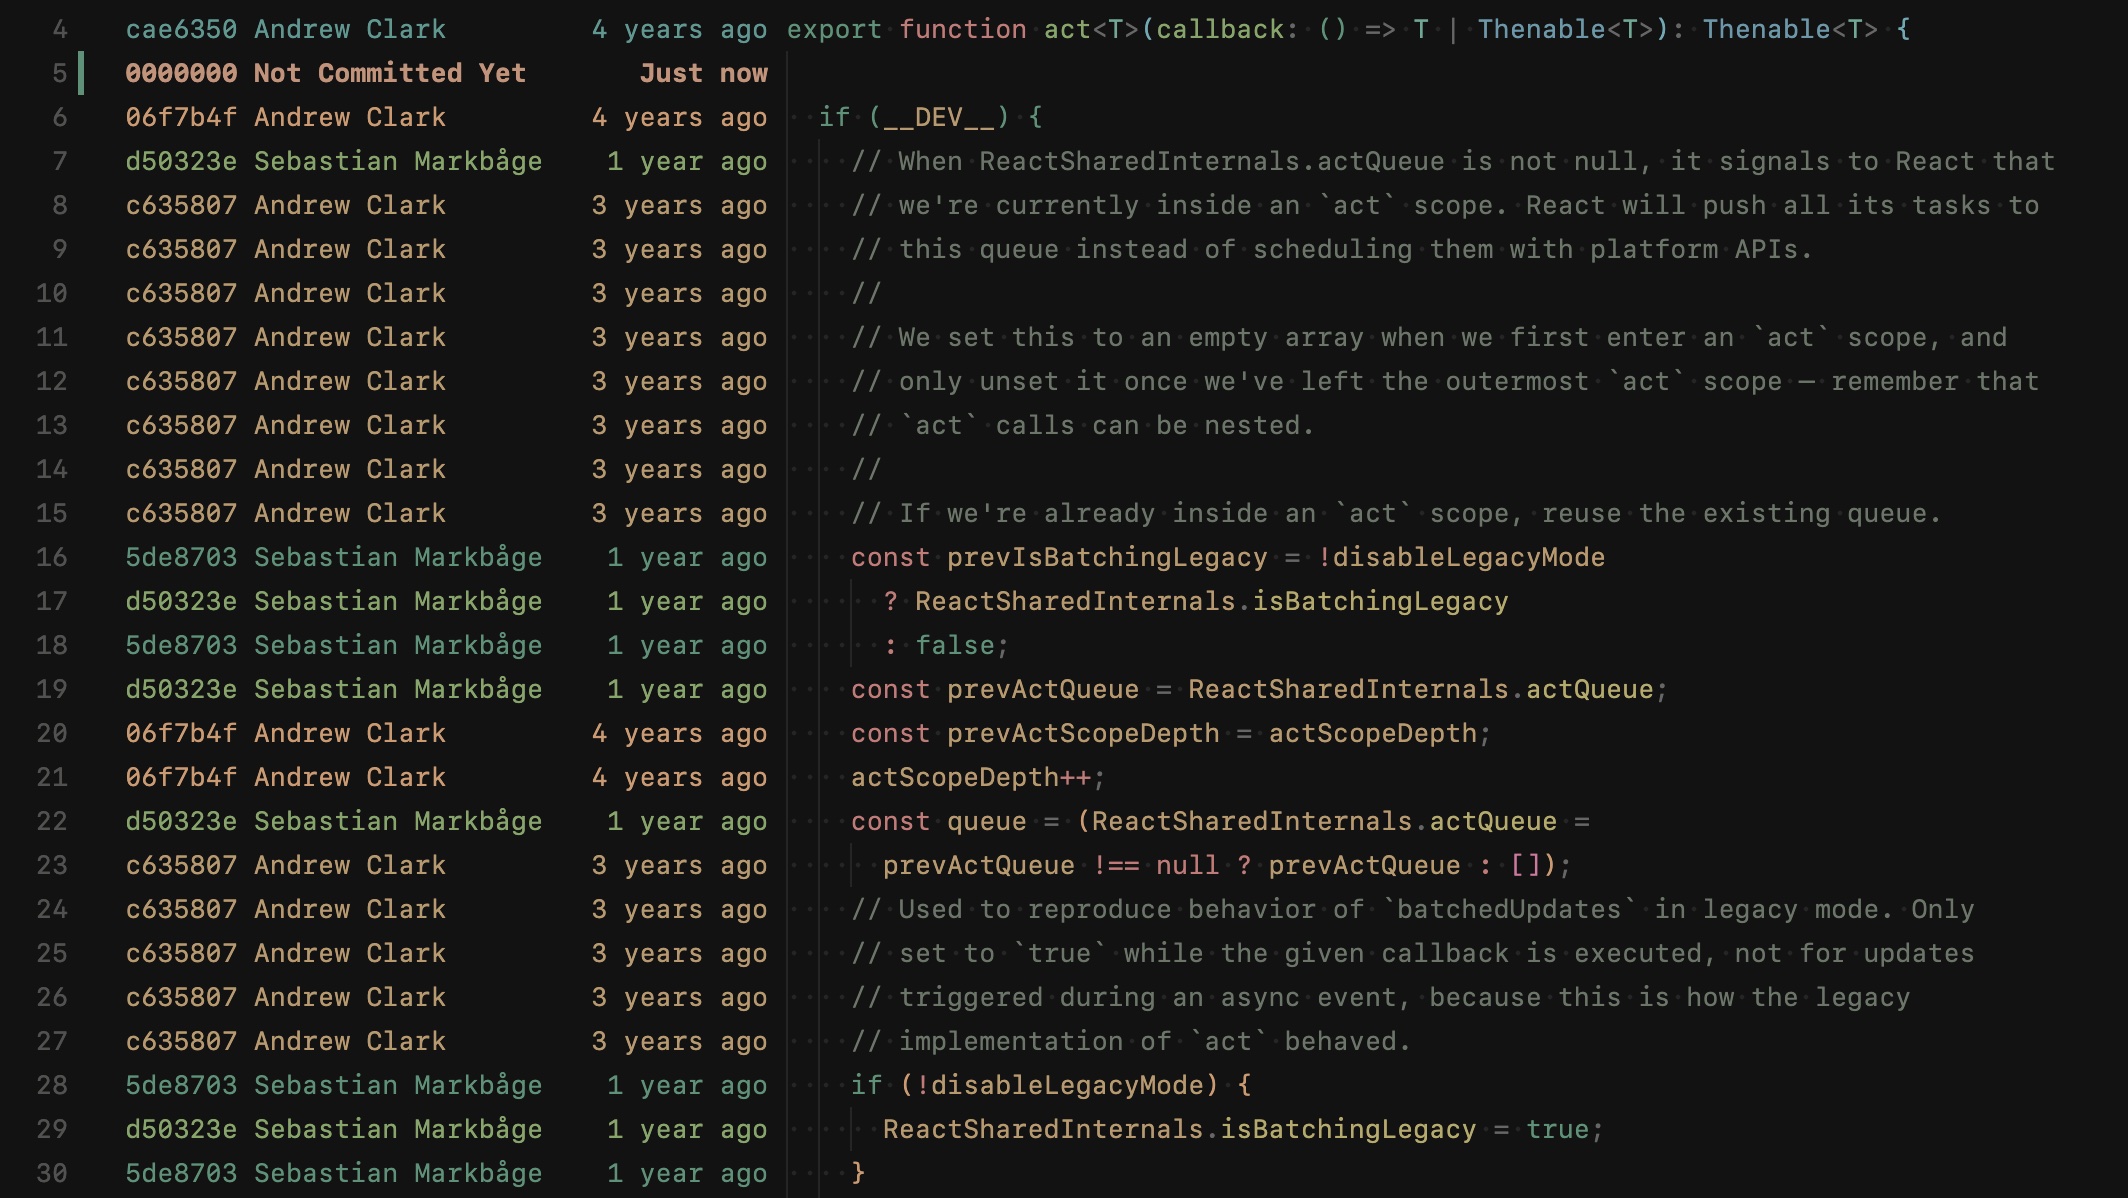 4 cae6350 Andrew Clark 4 years ago export function act<T>(callback: () => T | Thenable<T>): Thenable<T> {
5 0000000 Not Committed Yet Just now
6 06f7b4f Andrew Clark 4 years ago if (__DEV__) {
7 d50323e Sebastian Markbåge 1 year ago // When ReactSharedInternals.actQueue is not null, it signals to React that
8 c635807 Andrew Clark 3 years ago // we're currently inside an `act` scope. React will push all its tasks to
9 c635807 Andrew Clark 3 years ago // this queue instead of scheduling them with platform APIs.
10 c635807 Andrew Clark 3 years ago //
11 c635807 Andrew Clark 3 years ago // We set this to an empty array when we first enter an `act` scope, and
12 c635807 Andrew Clark 3 years ago // only unset it once we've left the outermost `act` scope — remember that
13 c635807 Andrew Clark 3 years ago // `act` calls can be nested.
14 c635807 Andrew Clark 3 years ago //
15 c635807 Andrew Clark 3 years ago // If we're already inside an `act` scope, reuse the existing queue.
16 5de8703 Sebastian Markbåge 1 year ago const prevIsBatchingLegacy = !disableLegacyMode
17 d50323e Sebastian Markbåge 1 year ago ? ReactSharedInternals.isBatchingLegacy
18 5de8703 Sebastian Markbåge 1 year ago : false;
19 d50323e Sebastian Markbåge 1 year ago const prevActQueue = ReactSharedInternals.actQueue;
20 06f7b4f Andrew Clark 4 years ago const prevActScopeDepth = actScopeDepth;
21 06f7b4f Andrew Clark 4 years ago actScopeDepth++;
22 d50323e Sebastian Markbåge 1 year ago const queue = (ReactSharedInternals.actQueue =
23 c635807 Andrew Clark 3 years ago prevActQueue !== null ? prevActQueue : []);
24 c635807 Andrew Clark 3 years ago // Used to reproduce behavior of `batchedUpdates` in legacy mode. Only
25 c635807 Andrew Clark 3 years ago // set to `true` while the given callback is executed, not for updates
26 c635807 Andrew Clark 3 years ago // triggered during an async event, because this is how the legacy
27 c635807 Andrew Clark 3 years ago // implementation of `act` behaved.
28 5de8703 Sebastian Markbåge 1 year ago if (!disableLegacyMode) {
29 d50323e Sebastian Markbåge 1 year ago ReactSharedInternals.isBatchingLegacy = true;
30 5de8703 Sebastian Markbåge 1 year ago }